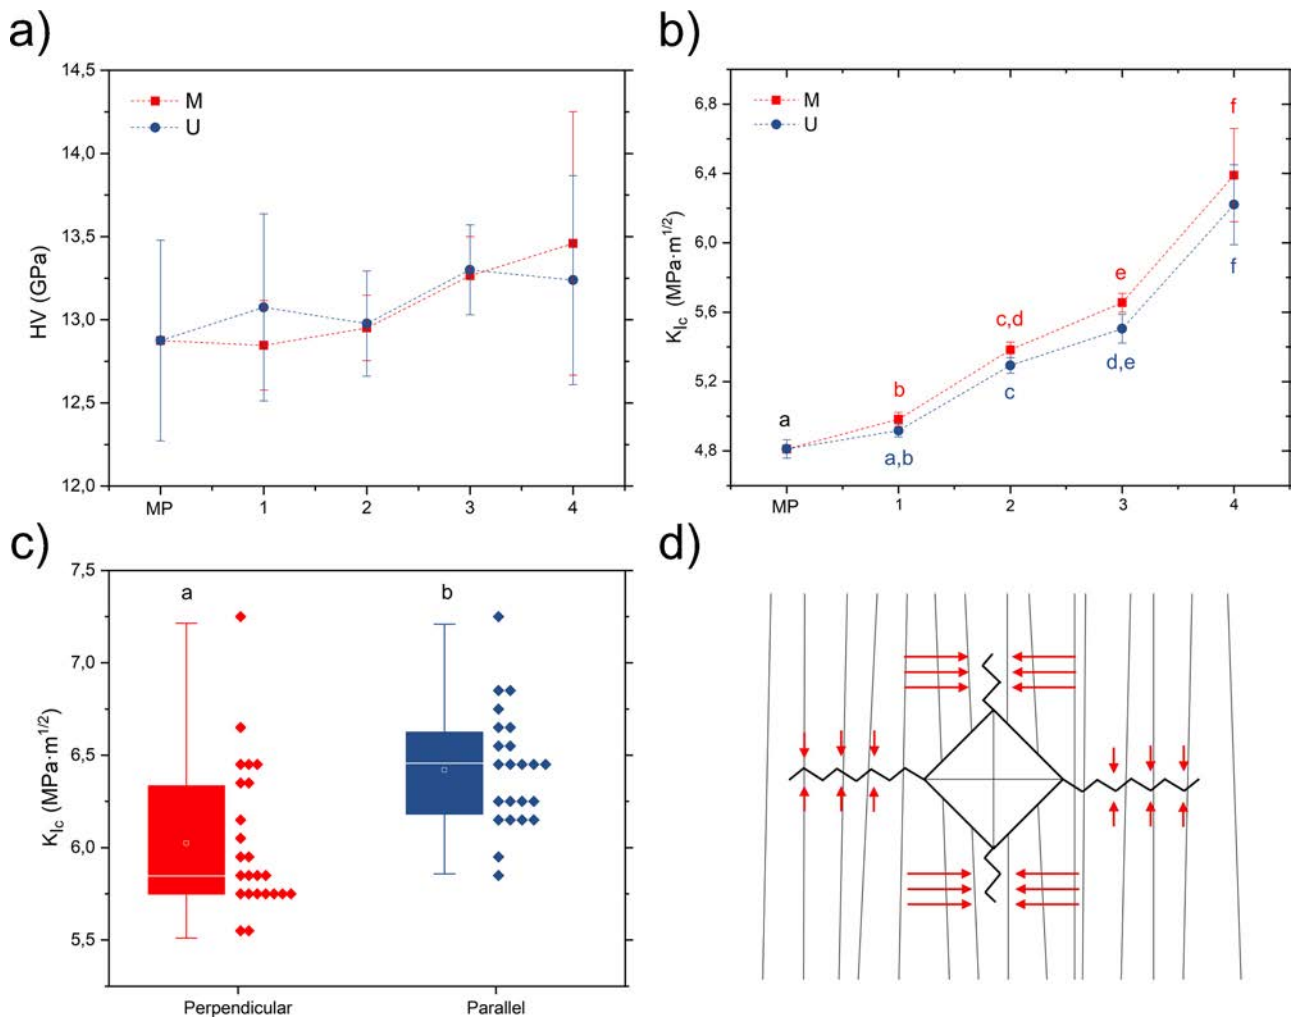 a)
14,5
14,0
13,5
13,0
12,5
12,0
HV (GPa)
M
U
MP 1 2 3 4
b)
6,8
6,4
6,0
5,6
5,2
4,8
K_Ic (MPa·m^1/2)
M
U
a
b
a,b
c,d
c
e
d,e
f
f
MP 1 2 3 4
c)
7,5
7,0
6,5
6,0
5,5
K_Ic (MPa·m^1/2)
a
b
Perpendicular Parallel
d)